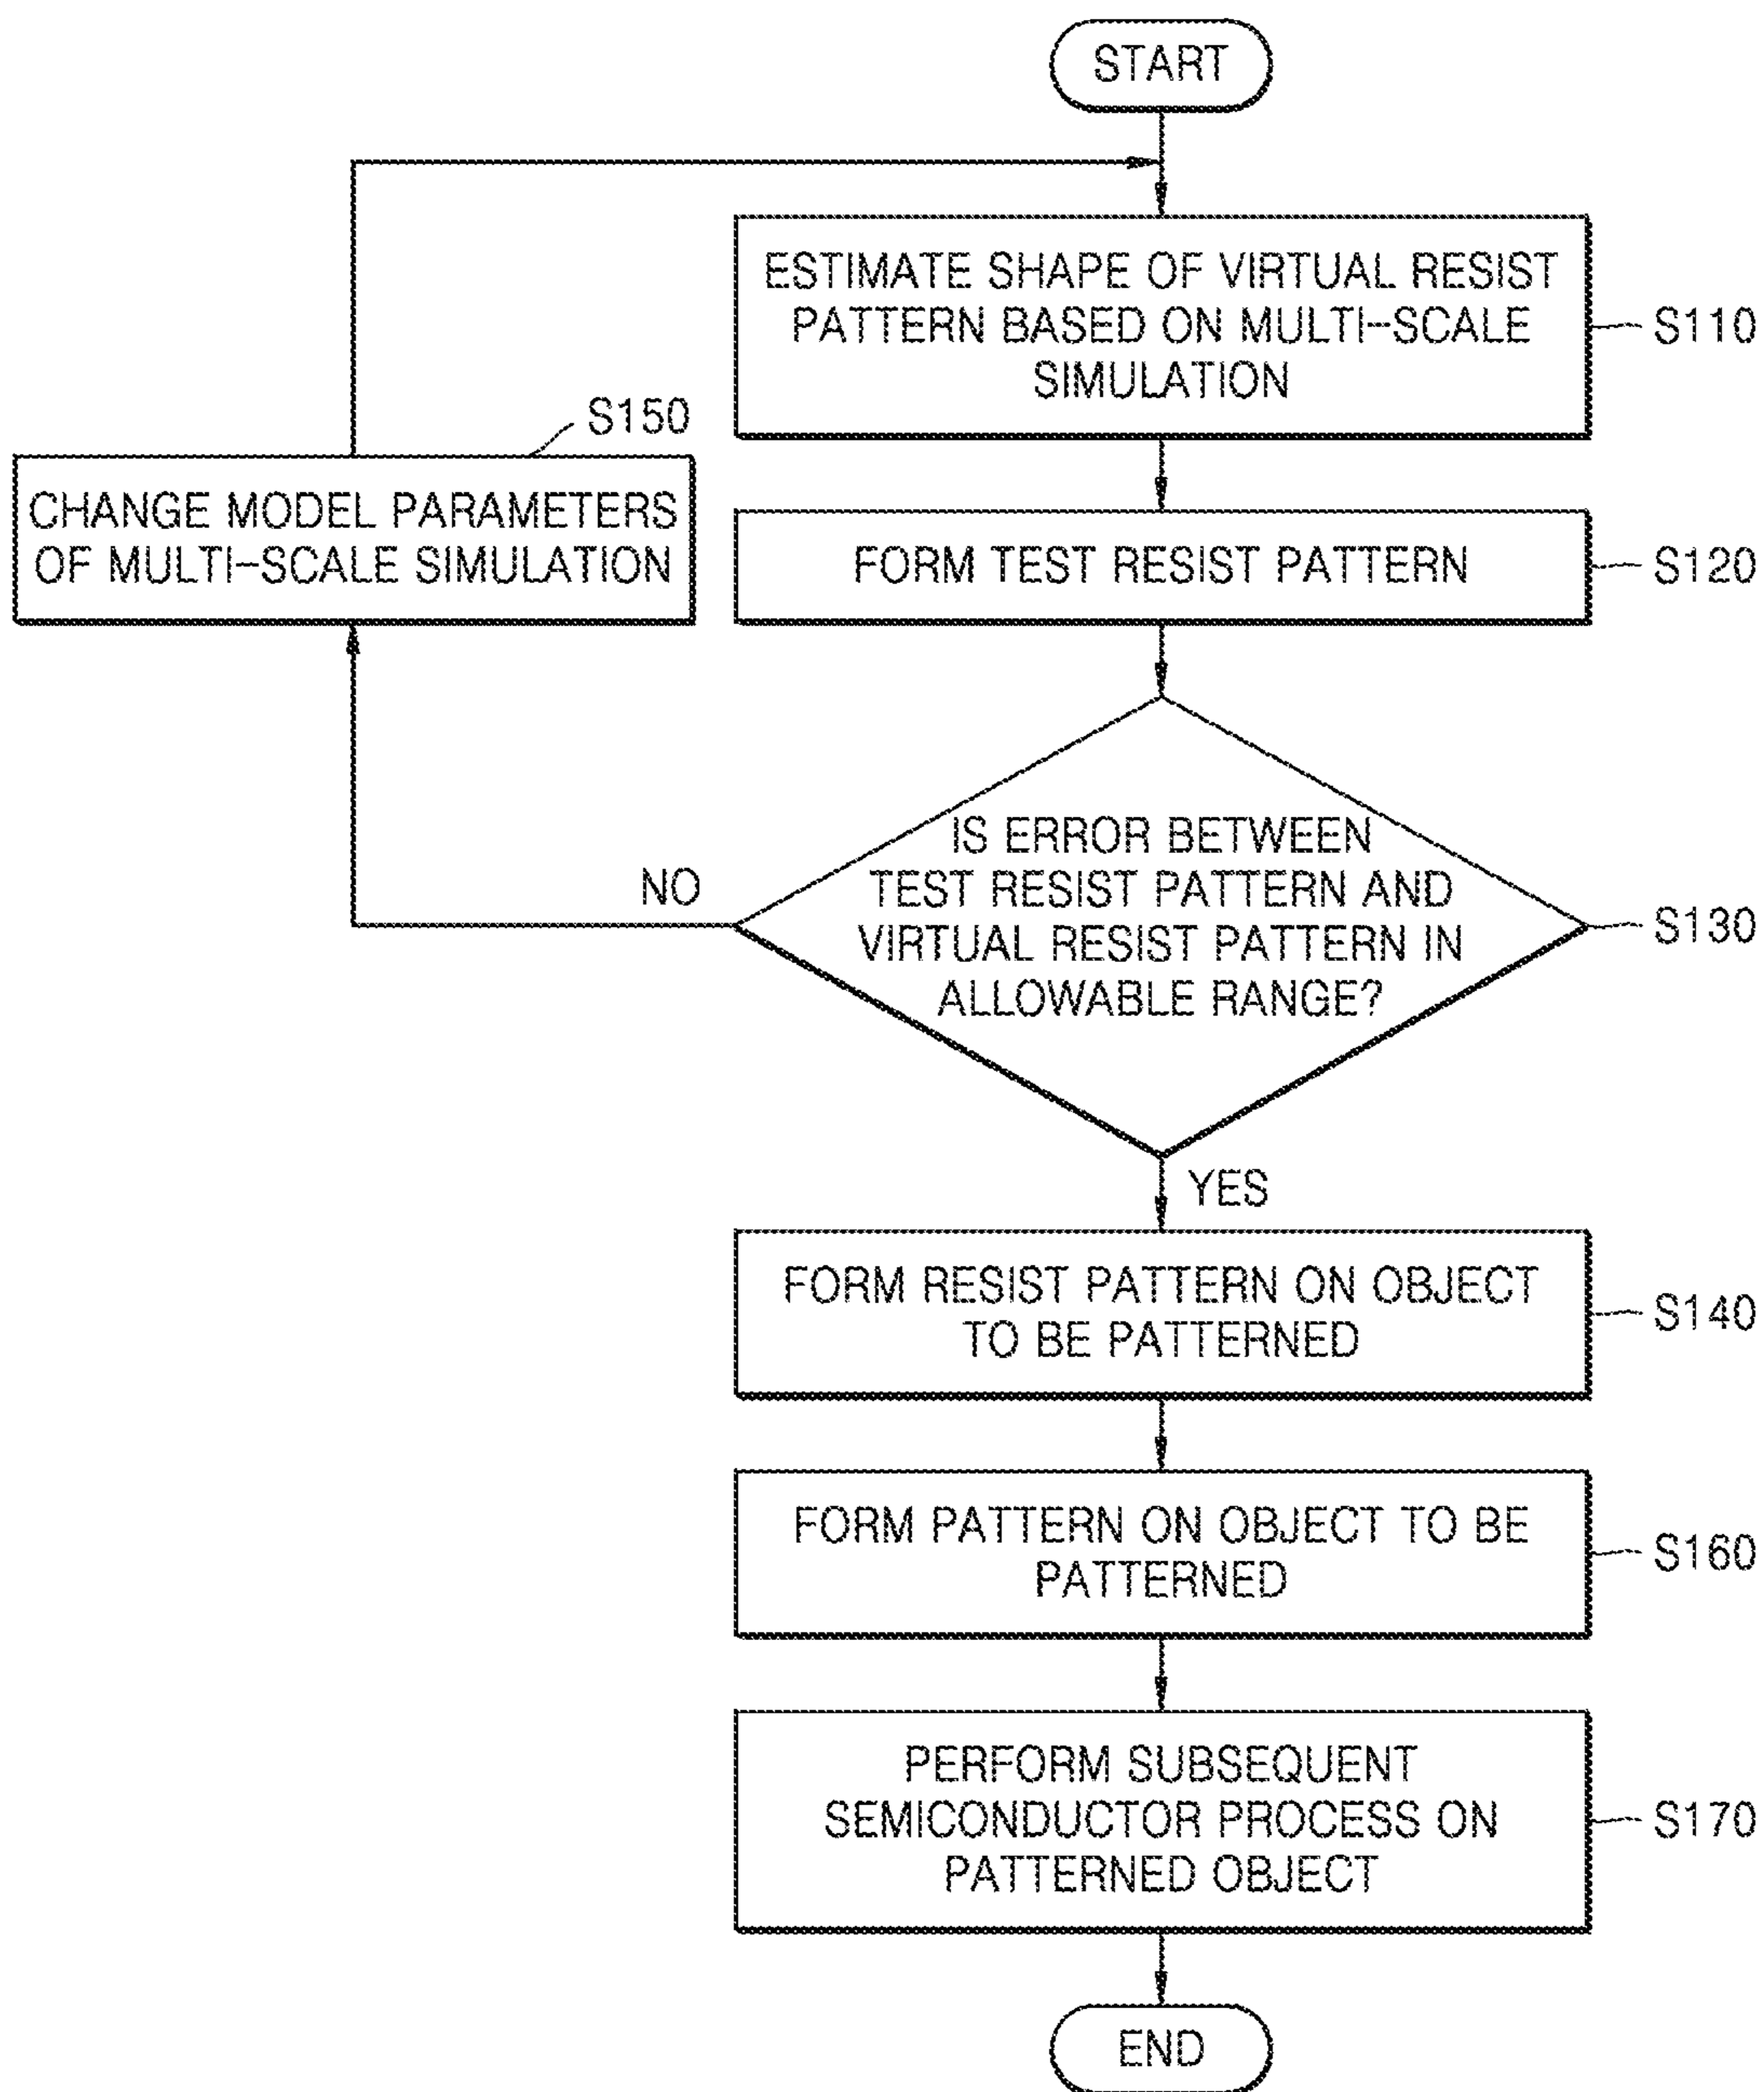 START
ESTIMATE SHAPE OF VIRTUAL RESIST
PATTERN BASED ON MULTI-SCALE
SIMULATION
S110
S150
CHANGE MODEL PARAMETERS
OF MULTI-SCALE SIMULATION
FORM TEST RESIST PATTERN
S120
IS ERROR BETWEEN
TEST RESIST PATTERN AND
VIRTUAL RESIST PATTERN IN
ALLOWABLE RANGE?
S130
NO
YES
FORM RESIST PATTERN ON OBJECT
TO BE PATTERNED
S140
FORM PATTERN ON OBJECT TO BE
PATTERNED
S160
PERFORM SUBSEQUENT
SEMICONDUCTOR PROCESS ON
PATTERNED OBJECT
S170
END